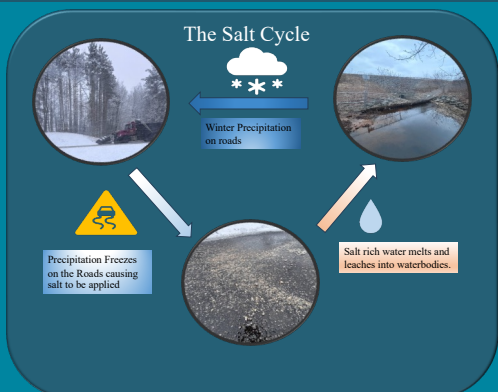 The Salt Cycle
Winter Precipitation
on roads
Precipitation Freezes
on the Roads causing
salt to be applied
Salt rich water melts and
leaches into waterbodies.